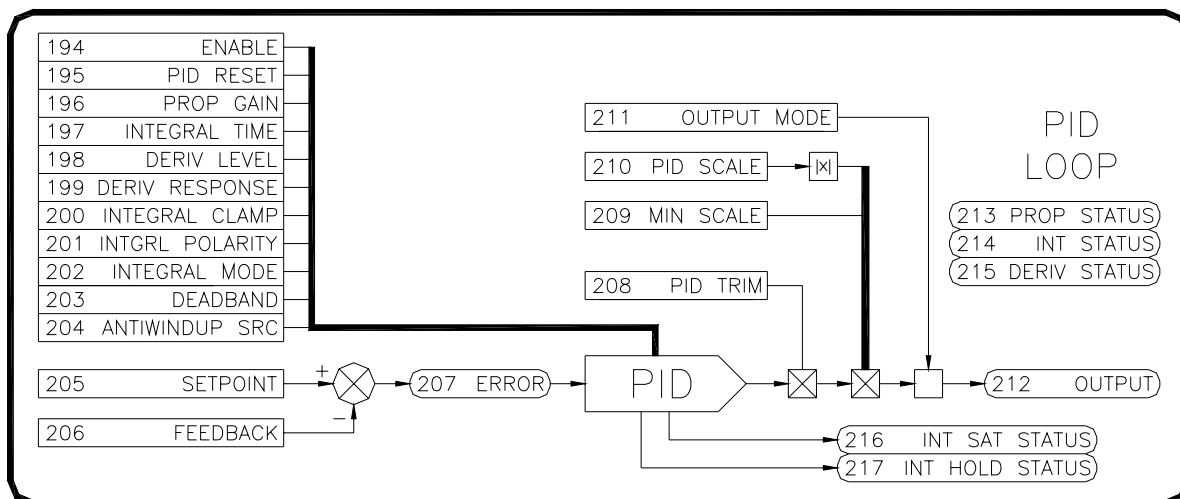 194 ENABLE
195 PID RESET
196 PROP GAIN
197 INTEGRAL TIME
198 DERIV LEVEL
199 DERIV RESPONSE
200 INTEGRAL CLAMP
201 INTGRL POLARITY
202 INTEGRAL MODE
203 DEADBAND
204 ANTIWINDUP SRC
205 SETPOINT
206 FEEDBACK
+
-
207 ERROR
PID
211 OUTPUT MODE
210 PID SCALE
|x|
209 MIN SCALE
208 PID TRIM
PID
LOOP
213 PROP STATUS
214 INT STATUS
215 DERIV STATUS
212 OUTPUT
216 INT SAT STATUS
217 INT HOLD STATUS